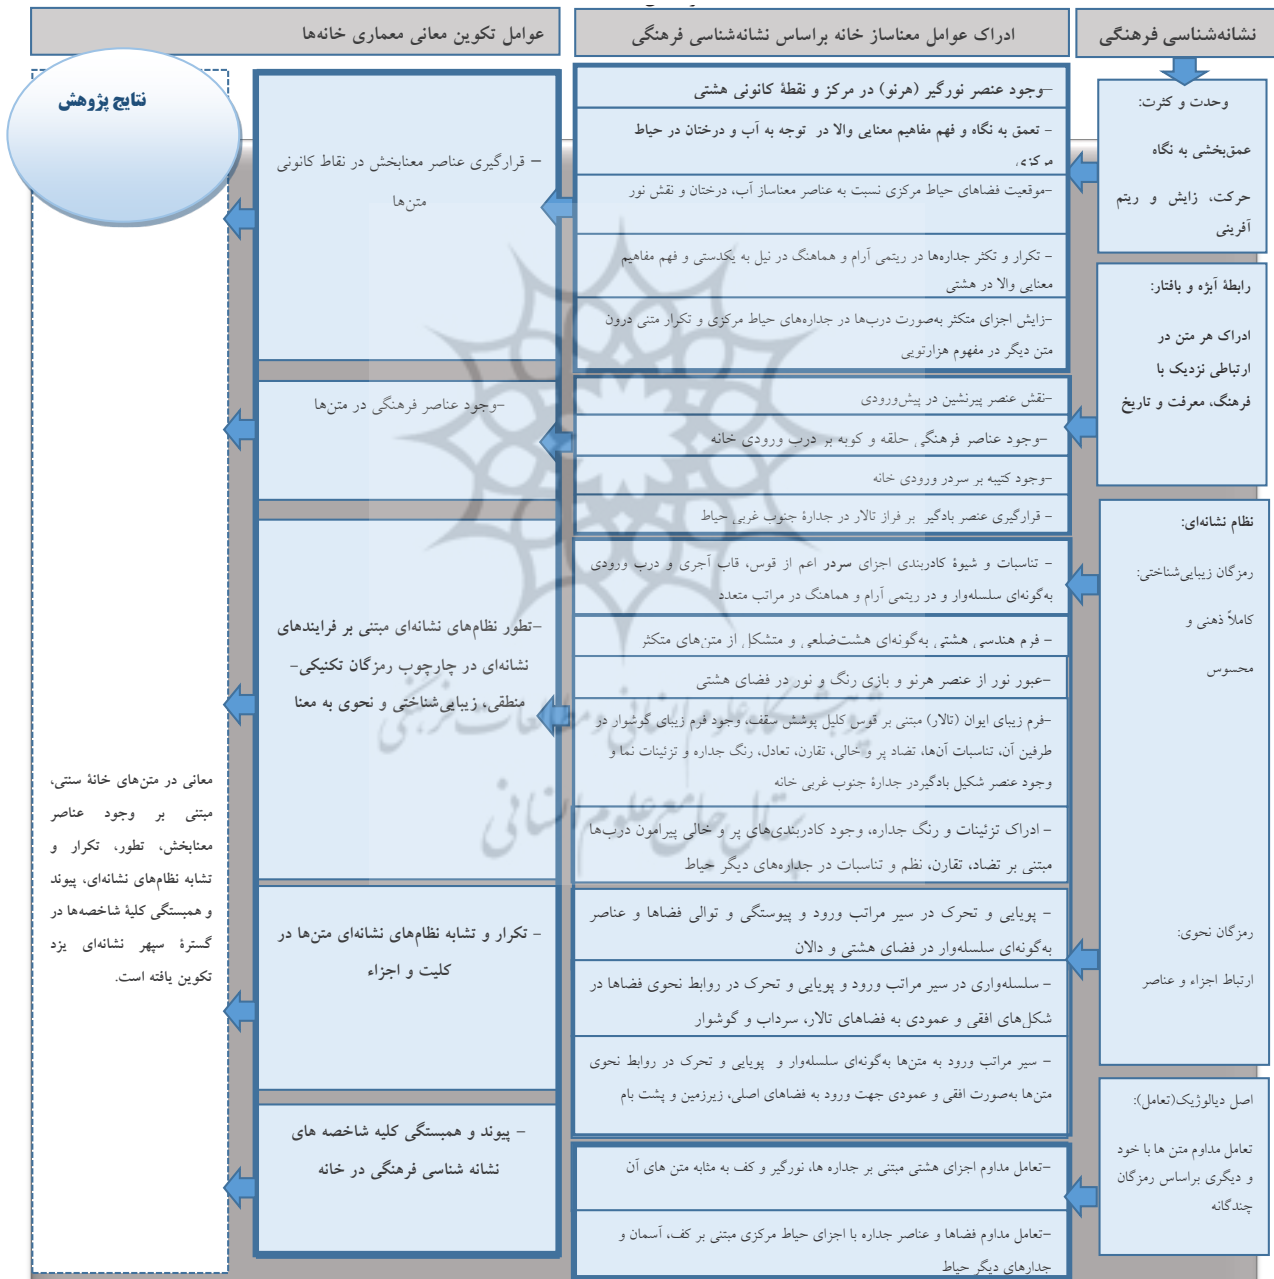 نشانه‌شناسی فرهنگی
ادراک عوامل معناساز خانه براساس نشانه‌شناسی فرهنگی
عوامل تکوین معانی معماری خانه‌ها
وحدت و کثرت:
عمق‌بخشی به نگاه
حرکت، زایش و ریتم
آفرینی
رابطهٔ اُبژه و بافتار:
ادراک هر متن در
ارتباطی نزدیک با
فرهنگ، معرفت و تاریخ
نظام نشانه‌ای:
رمزگان زیبایی‌شناختی:
کاملاً ذهنی و
محسوس
رمزگان نحوی:
ارتباط اجزاء و عناصر
اصل دیالوژیک(تعامل):
تعامل مداوم متن ها با خود
و دیگری براساس رمزگان
چندگانه
-وجود عنصر نورگیر (هرنو) در مرکز و نقطهٔ کانونی هشتی
- تعمق به نگاه و فهم مفاهیم معنایی والا در توجه به آب و درختان در حیاط
مرکزی
-موقعیت فضاهای حیاط مرکزی نسبت به عناصر معناساز آب، درختان و نقش نور
- تکرار و تکثر جداره‌ها در ریتمی آرام و هماهنگ در نیل به یکدستی و فهم مفاهیم
معنایی والا در هشتی
-زایش اجزای متکثر به‌صورت درب‌ها در جداره‌های حیاط مرکزی و تکرار متنی درون
متن دیگر در مفهوم هزارتویی
-نقش عنصر پیرنشین در پیش‌ورودی
-وجود عناصر فرهنگی حلقه و کوبه بر درب ورودی خانه
-وجود کتیبه بر سردر ورودی خانه
- قرارگیری عنصر بادگیر بر فراز تالار در جدارهٔ جنوب غربی حیاط
- تناسبات و شیوهٔ کادربندی اجزای سردر اعم از قوس، قاب آجری و درب ورودی
به‌گونه‌ای سلسله‌وار و در ریتمی آرام و هماهنگ در مراتب متعدد
- فرم هندسی هشتی به‌گونه‌ای هشت‌ضلعی و متشکل از متن‌های متکثر
-عبور نور از عنصر هرنو و بازی رنگ و نور در فضای هشتی
-فرم زیبای ایوان (تالار) مبتنی بر قوس کلیل پوشش سقف، وجود فرم زیبای گوشوار در
طرفین آن، تناسبات آن‌ها، تضاد پر و خالی، تقارن، تعادل، رنگ جداره و تزئینات نما و
وجود عنصر شکیل بادگیردر جدارهٔ جنوب غربی خانه
- ادراک تزئینات و رنگ جداره، وجود کادربندی‌های پر و خالی پیرامون درب‌ها
مبتنی بر تضاد، تقارن، نظم و تناسبات در جداره‌های دیگر حیاط
- پویایی و تحرک در سیر مراتب ورود و پیوستگی و توالی فضاها و عناصر
به‌گونه‌ای سلسله‌وار در فضای هشتی و دالان
- سلسله‌واری در سیر مراتب ورود و پویایی و تحرک در روابط نحوی فضاها در
شکل‌های افقی و عمودی به فضاهای تالار، سرداب و گوشوار
- سیر مراتب ورود به متن‌ها به‌گونه‌ای سلسله‌وار و پویایی و تحرک در روابط نحوی
متن‌ها به‌صورت افقی و عمودی جهت ورود به فضاهای اصلی، زیرزمین و پشت بام
-تعامل مداوم اجزای هشتی مبتنی بر جداره ها، نورگیر و کف به مثابه متن های آن
-تعامل مداوم فضاها و عناصر جداره با اجزای حیاط مرکزی مبتنی بر کف، آسمان و
جدارهای دیگر حیاط
- قرارگیری عناصر معنابخش در نقاط کانونی
متن‌ها
-وجود عناصر فرهنگی در متن‌ها
-تطور نظام‌های نشانه‌ای مبتنی بر فرایندهای
نشانه‌ای در چارچوب رمزگان تکنیکی-
منطقی، زیبایی‌شناختی و نحوی به معنا
- تکرار و تشابه نظام‌های نشانه‌ای متن‌ها در
کلیت و اجزاء
- پیوند و همبستگی کلیه شاخصه های
نشانه شناسی فرهنگی در خانه
نتایج پژوهش
معانی در متن‌های خانهٔ سنتی،
مبتنی بر وجود عناصر
معنابخش، تطور، تکرار و
تشابه نظام‌های نشانه‌ای، پیوند
و همبستگی کلیهٔ شاخصه‌ها در
گسترهٔ سپهر نشانه‌ای یزد
تکوین یافته است.
پژوهشگاه علوم انسانی و مطالعات فرهنگی
پرتال جامع علوم انسانی